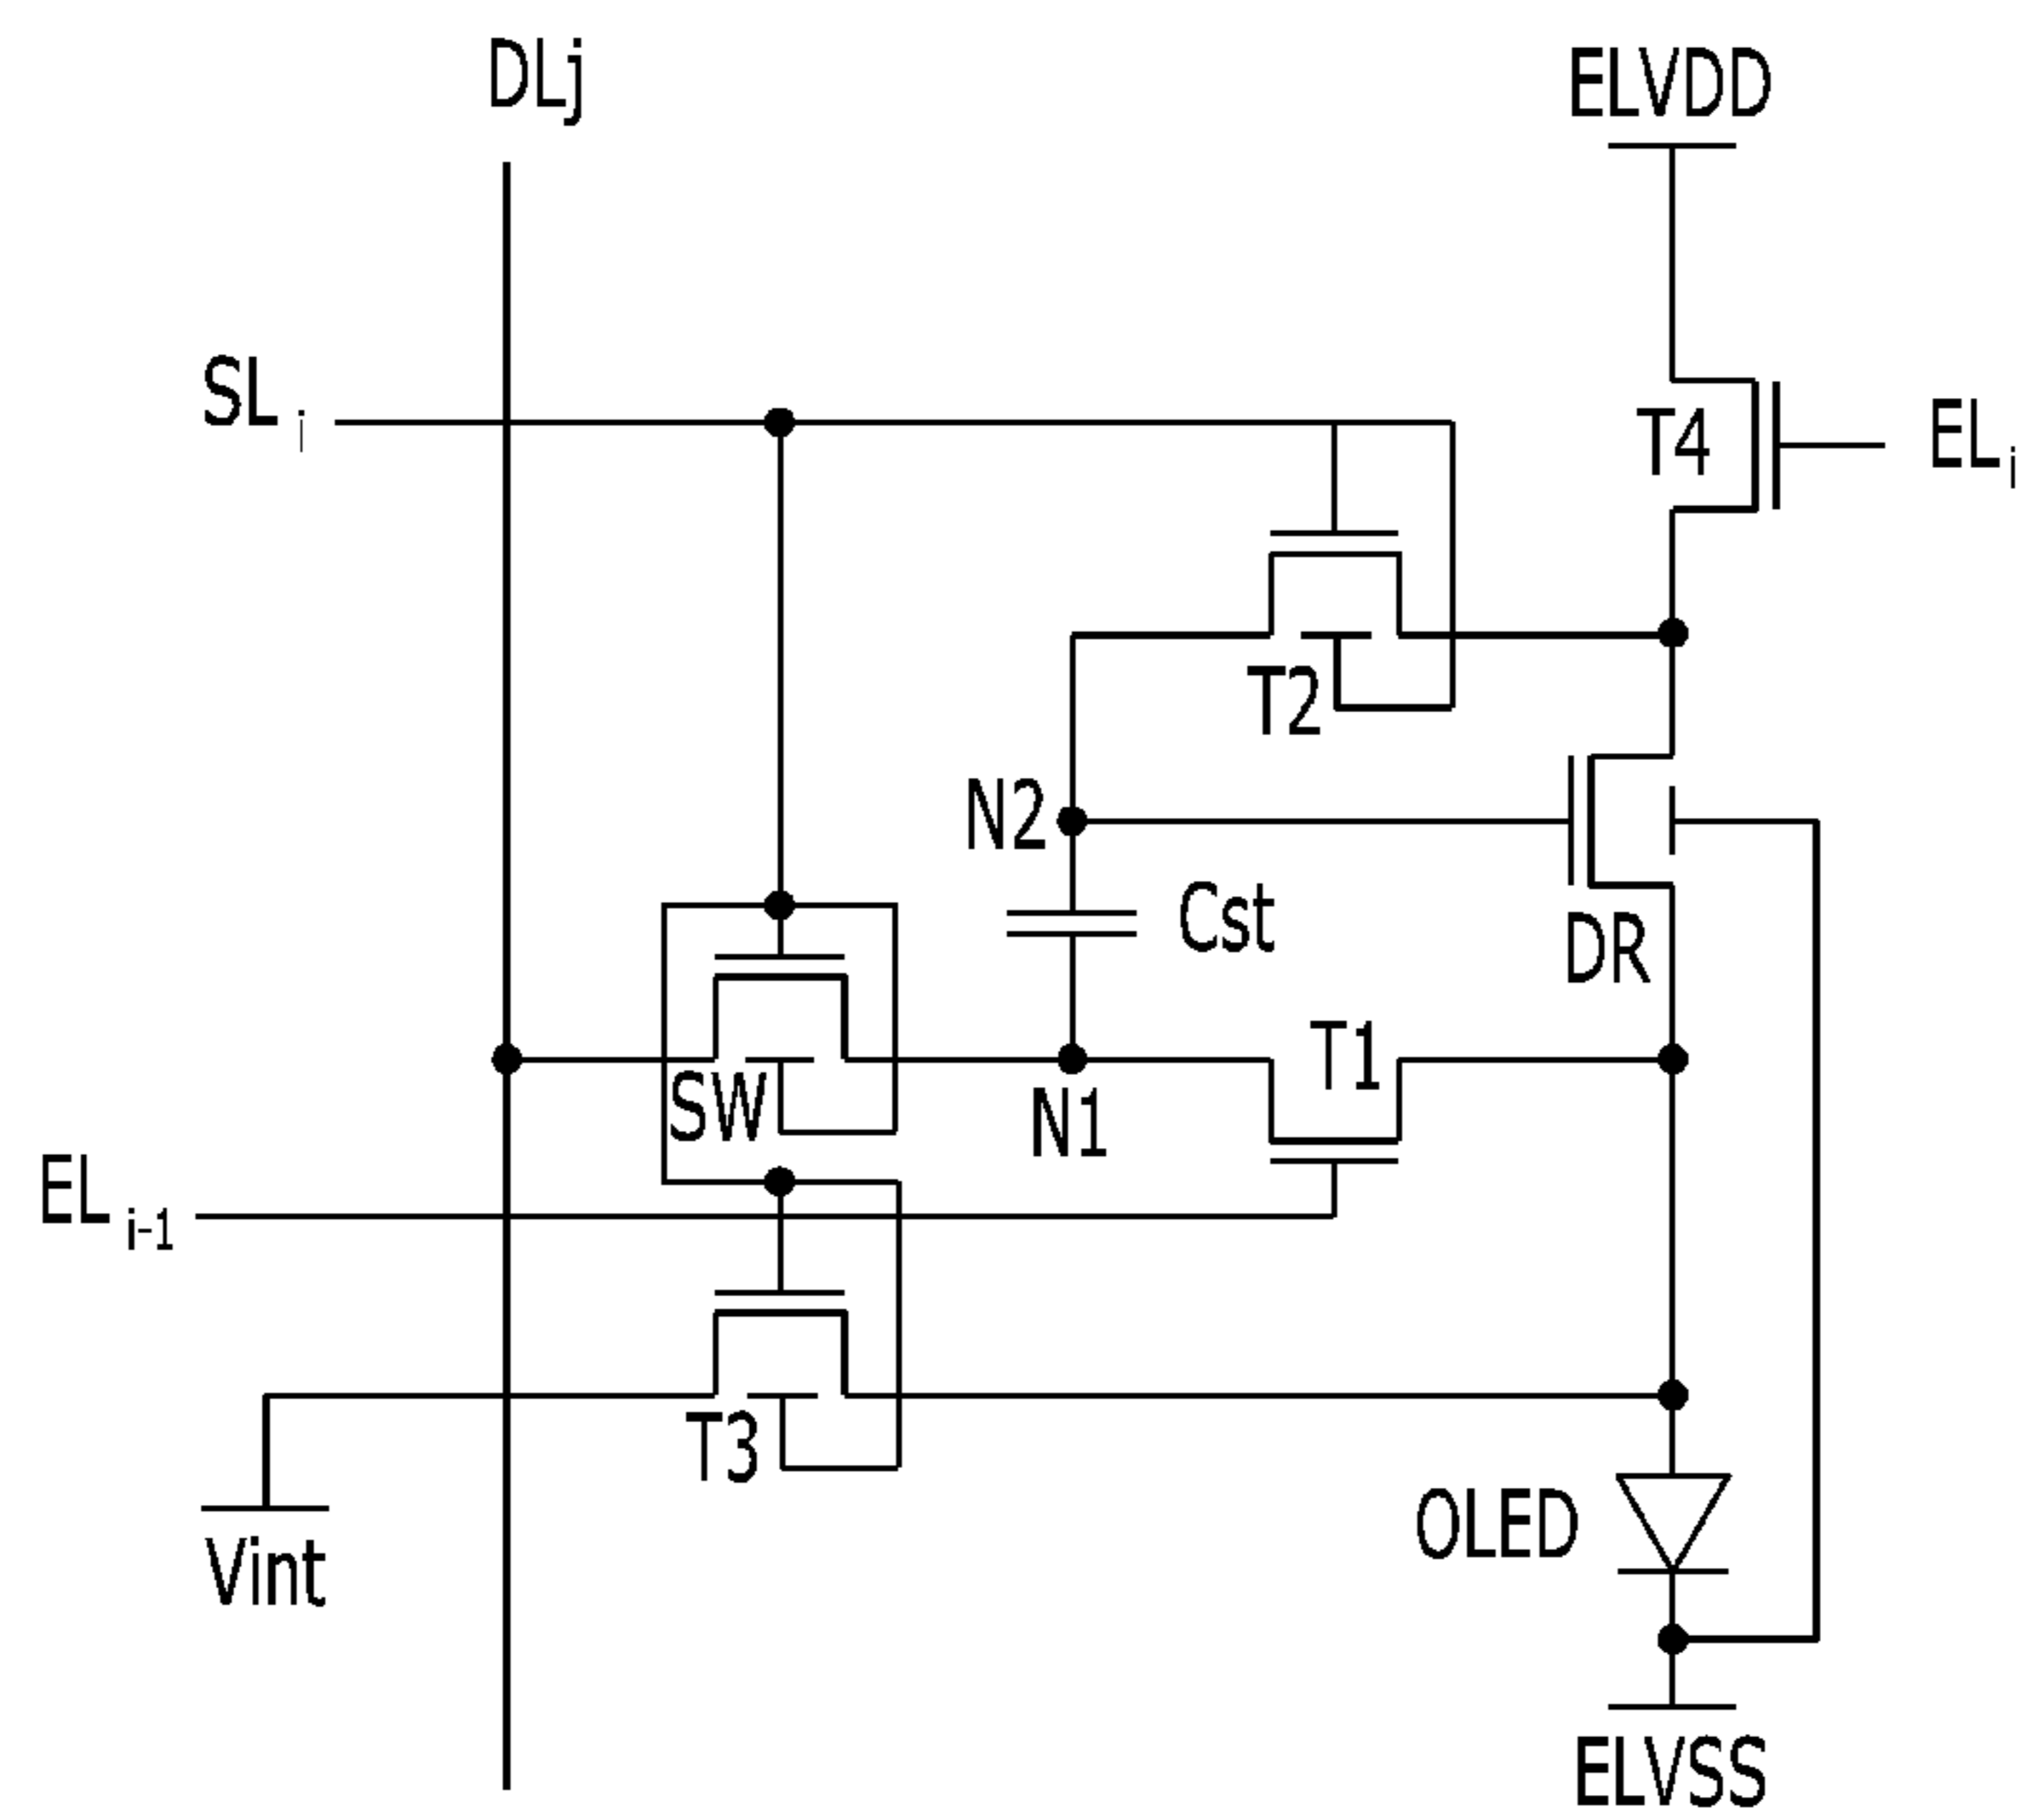 DLj
ELVDD
SL i
T4
EL i
T2
N2
Cst
DR
T1
SW
N1
EL i-1
T3
OLED
Vint
ELVSS